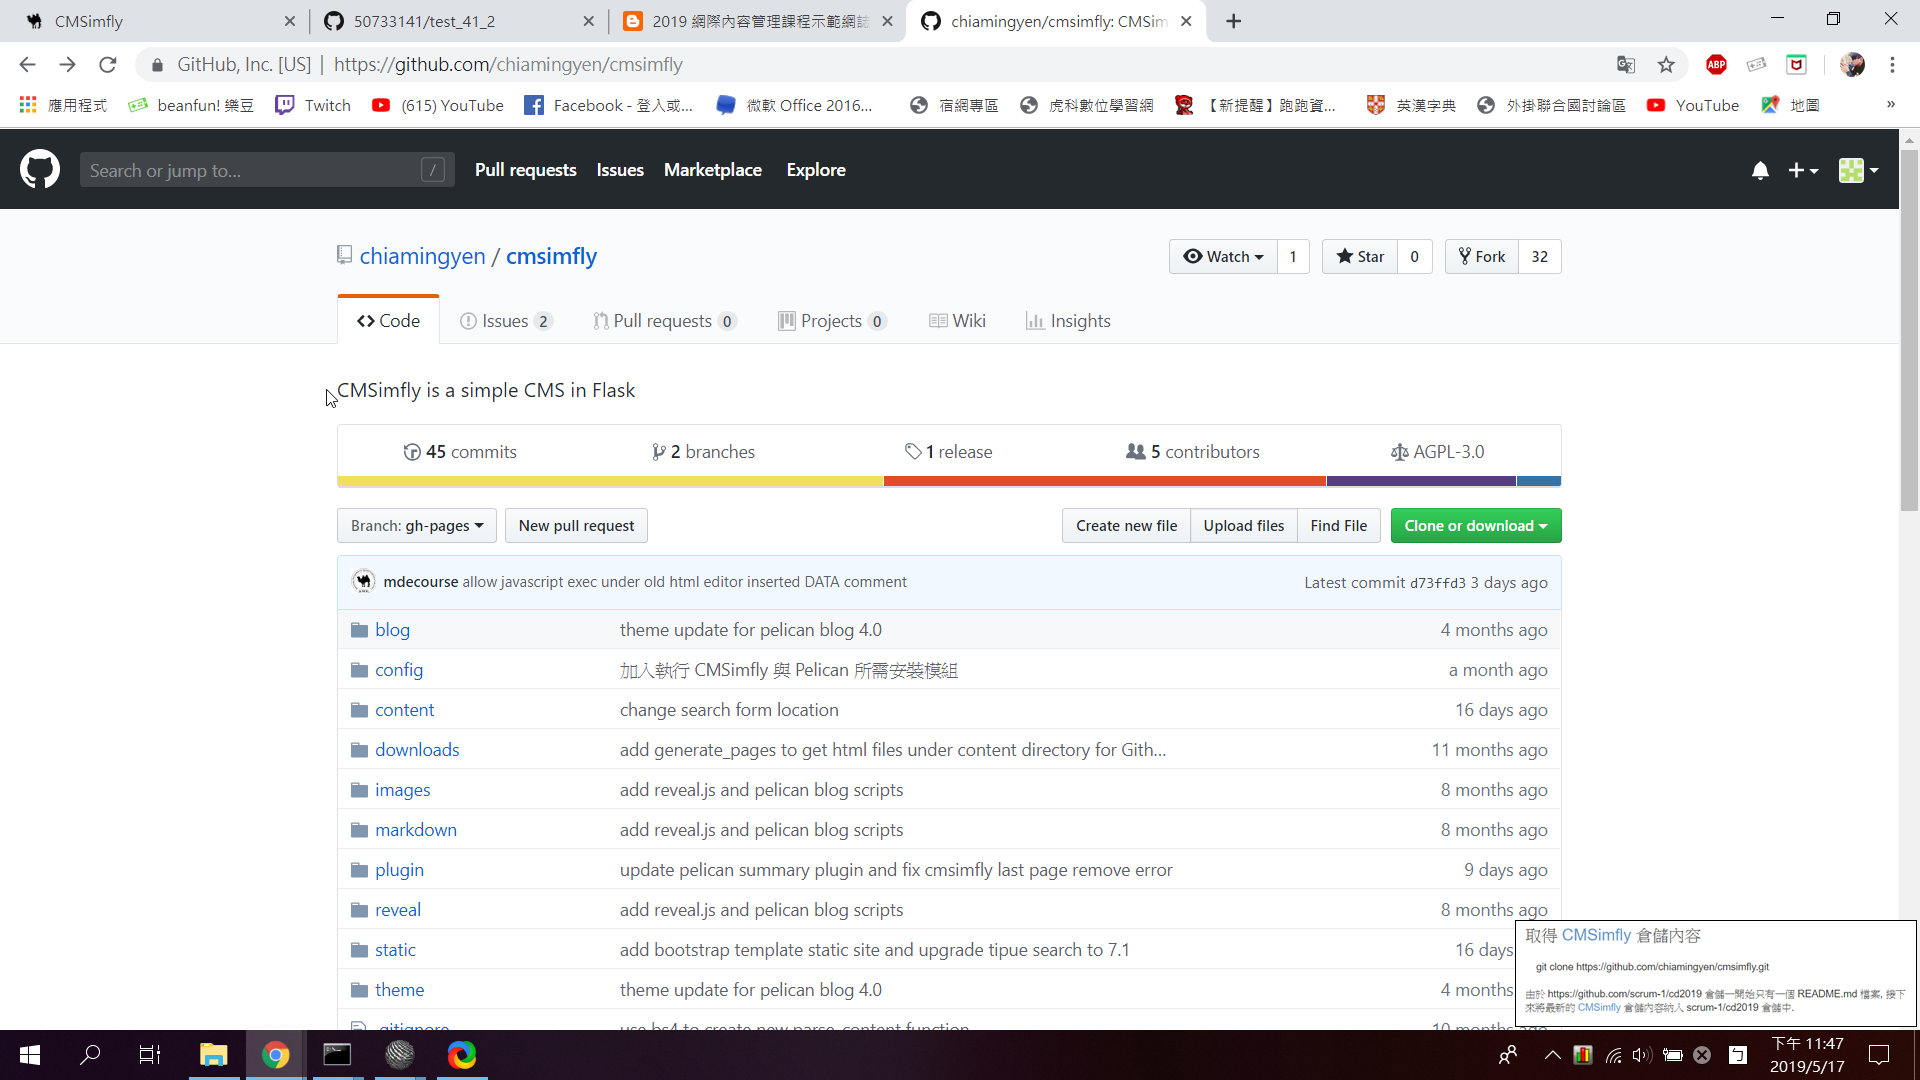 CMSimfly
50733141/test_41_2
2019 網際內容管理課程示範網誌
chiamingyen/cmsimfly: CMSim
GitHub, Inc. [US] | https://github.com/chiamingyen/cmsimfly
ABP
應用程式
beanfun! 樂豆
Twitch
(615) YouTube
Facebook - 登入或...
微軟 Office 2016...
宿網專區
虎科數位學習網
【新提醒】跑跑資...
英漢字典
外掛聯合國討論區
YouTube
地圖
»
Search or jump to...
/
Pull requests
Issues
Marketplace
Explore
chiamingyen / cmsimfly
Watch 1
Star 0
Fork 32
Code
Issues 2
Pull requests 0
Projects 0
Wiki
Insights
CMSimfly is a simple CMS in Flask
45 commits
2 branches
1 release
5 contributors
AGPL-3.0
Branch: gh-pages
New pull request
Create new file
Upload files
Find File
Clone or download
mdecourse allow javascript exec under old html editor inserted DATA comment
Latest commit d73ffd3 3 days ago
blog theme update for pelican blog 4.0 4 months ago
config 加入執行 CMSimfly 與 Pelican 所需安裝模組 a month ago
content change search form location 16 days ago
downloads add generate_pages to get html files under content directory for Gith... 11 months ago
images add reveal.js and pelican blog scripts 8 months ago
markdown add reveal.js and pelican blog scripts 8 months ago
plugin update pelican summary plugin and fix cmsimfly last page remove error 9 days ago
reveal add reveal.js and pelican blog scripts 8 months ago
static add bootstrap template static site and upgrade tipue search to 7.1 16 days
theme theme update for pelican blog 4.0 4 months
.gitignore use bs4 to create new parse_content function 10 months ago
取得 CMSimfly 倉儲內容
git clone https://github.com/chiamingyen/cmsimfly.git
由於 https://github.com/scrum-1/cd2019 倉儲一開始只有一個 README.md 檔案, 接下
來將最新的 CMSimfly 倉儲內容納入 scrum-1/cd2019 倉儲中.
下午 11:47
2019/5/17